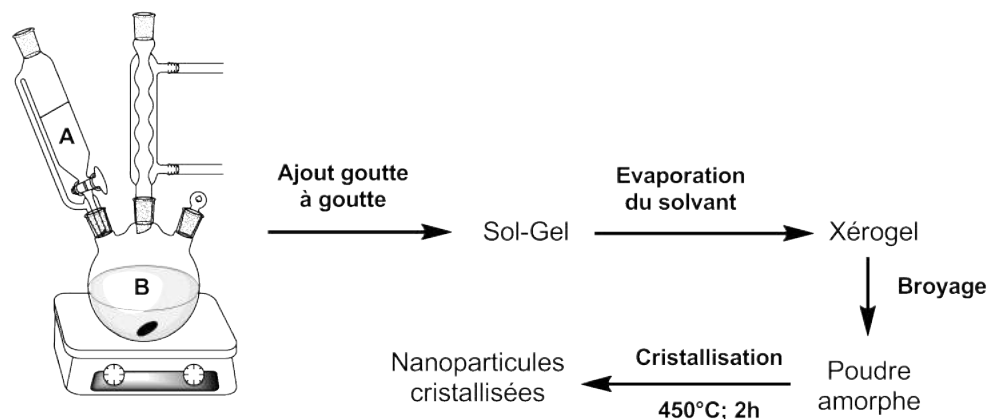 A
B
Ajout goutte
à goutte
Sol-Gel
Evaporation
du solvant
Xérogel
Broyage
Poudre
amorphe
Cristallisation
450°C; 2h
Nanoparticules
cristallisées